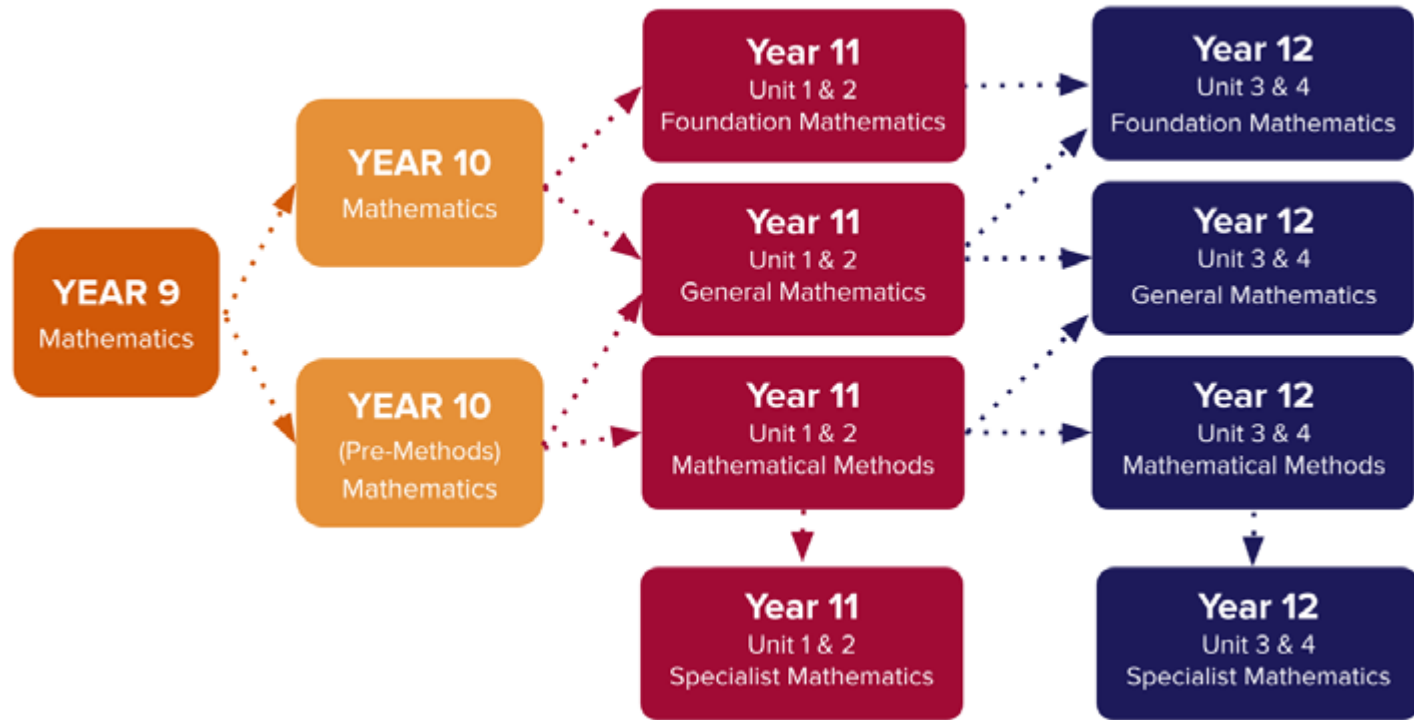 YEAR 9
Mathematics
YEAR 10
Mathematics
YEAR 10
(Pre-Methods)
Mathematics
Year 11
Unit 1 & 2
Foundation Mathematics
Year 11
Unit 1 & 2
General Mathematics
Year 11
Unit 1 & 2
Mathematical Methods
Year 11
Unit 1 & 2
Specialist Mathematics
Year 12
Unit 3 & 4
Foundation Mathematics
Year 12
Unit 3 & 4
General Mathematics
Year 12
Unit 3 & 4
Mathematical Methods
Year 12
Unit 3 & 4
Specialist Mathematics